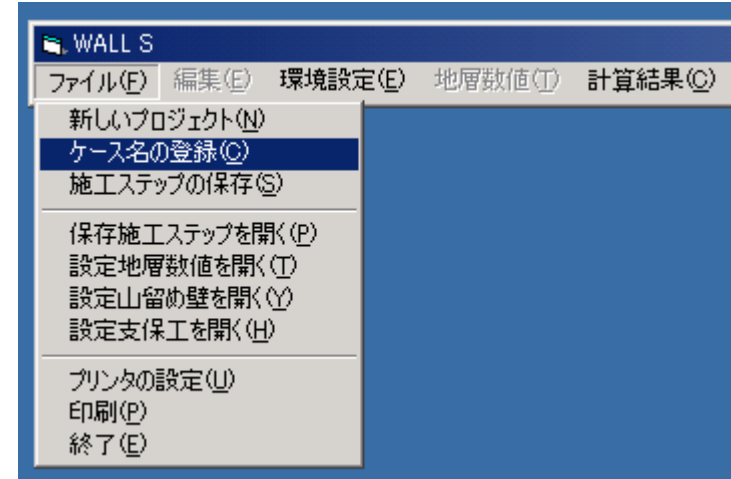 WALL S
ファイル(F) 編集(E) 環境設定(E) 地層数値(T) 計算結果(C)
新しいプロジェクト(N)
ケース名の登録(C)
施工ステップの保存(S)
保存施工ステップを開く(P)
設定地層数値を開く(T)
設定山留め壁を開く(Y)
設定支保工を開く(H)
プリンタの設定(U)
印刷(P)
終了(E)